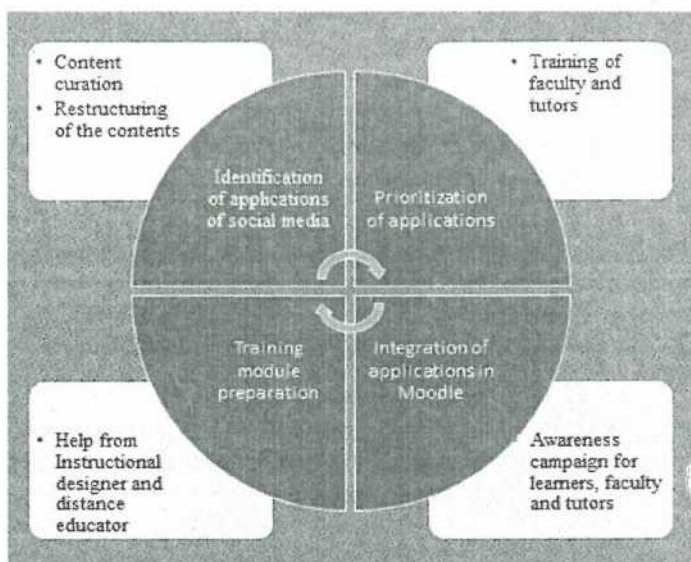 • Content
curation
• Restructuring
of the contents
• Training of
faculty and
tutors
Identification
of applications
of social media
Prioritization
of applications
Training
module
preparation
Integration of
applications in
Moodle
• Help from
Instructional
designer and
distance
educator
• Awareness
campaign for
learners, faculty
and tutors